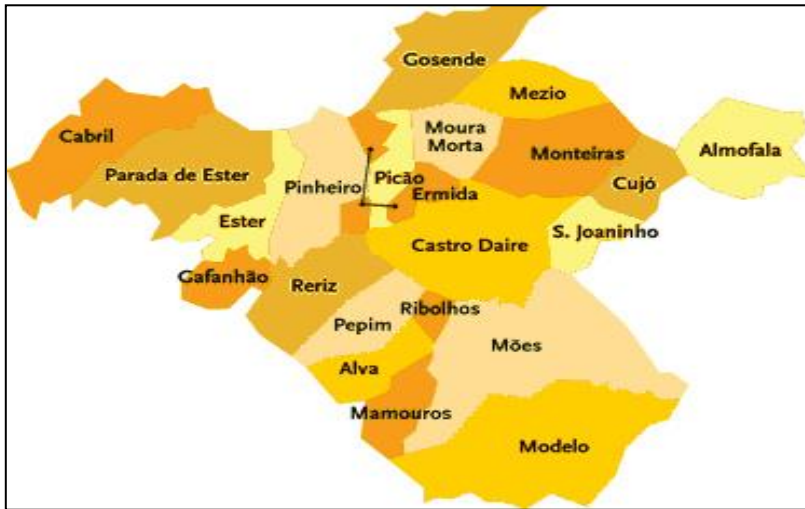 Gosende
Mezio
Cabril
Moura
Morta
Monteiras
Almofala
Parada de Ester
Pinheiro
Picão
Cujó
Ermida
Ester
S. Joaninho
Castro Daire
Gafanhão
Reriz
Ribolhos
Pepim
Mões
Alva
Mamouros
Modelo